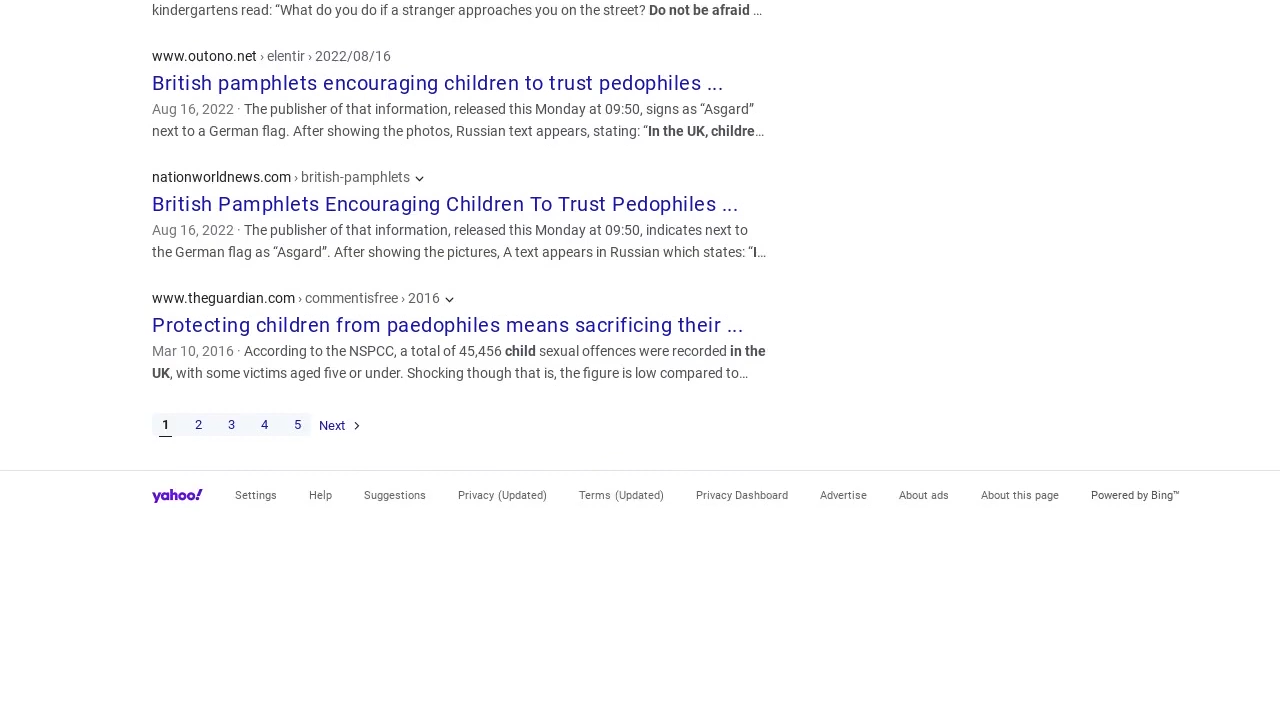 kindergartens read: “What do you do if a stranger approaches you on the street? Do not be afraid ...
www.outono.net › elentir › 2022/08/16
British pamphlets encouraging children to trust pedophiles ...
Aug 16, 2022 · The publisher of that information, released this Monday at 09:50, signs as “Asgard”
next to a German flag. After showing the photos, Russian text appears, stating: “In the UK, childre...
nationworldnews.com › british-pamphlets
British Pamphlets Encouraging Children To Trust Pedophiles ...
Aug 16, 2022 · The publisher of that information, released this Monday at 09:50, indicates next to
the German flag as “Asgard”. After showing the pictures, A text appears in Russian which states: “I...
www.theguardian.com › commentisfree › 2016
Protecting children from paedophiles means sacrificing their ...
Mar 10, 2016 · According to the NSPCC, a total of 45,456 child sexual offences were recorded in the
UK, with some victims aged five or under. Shocking though that is, the figure is low compared to...
1 2 3 4 5 Next
yahoo! Settings Help Suggestions Privacy (Updated) Terms (Updated) Privacy Dashboard Advertise About ads About this page Powered by Bing™